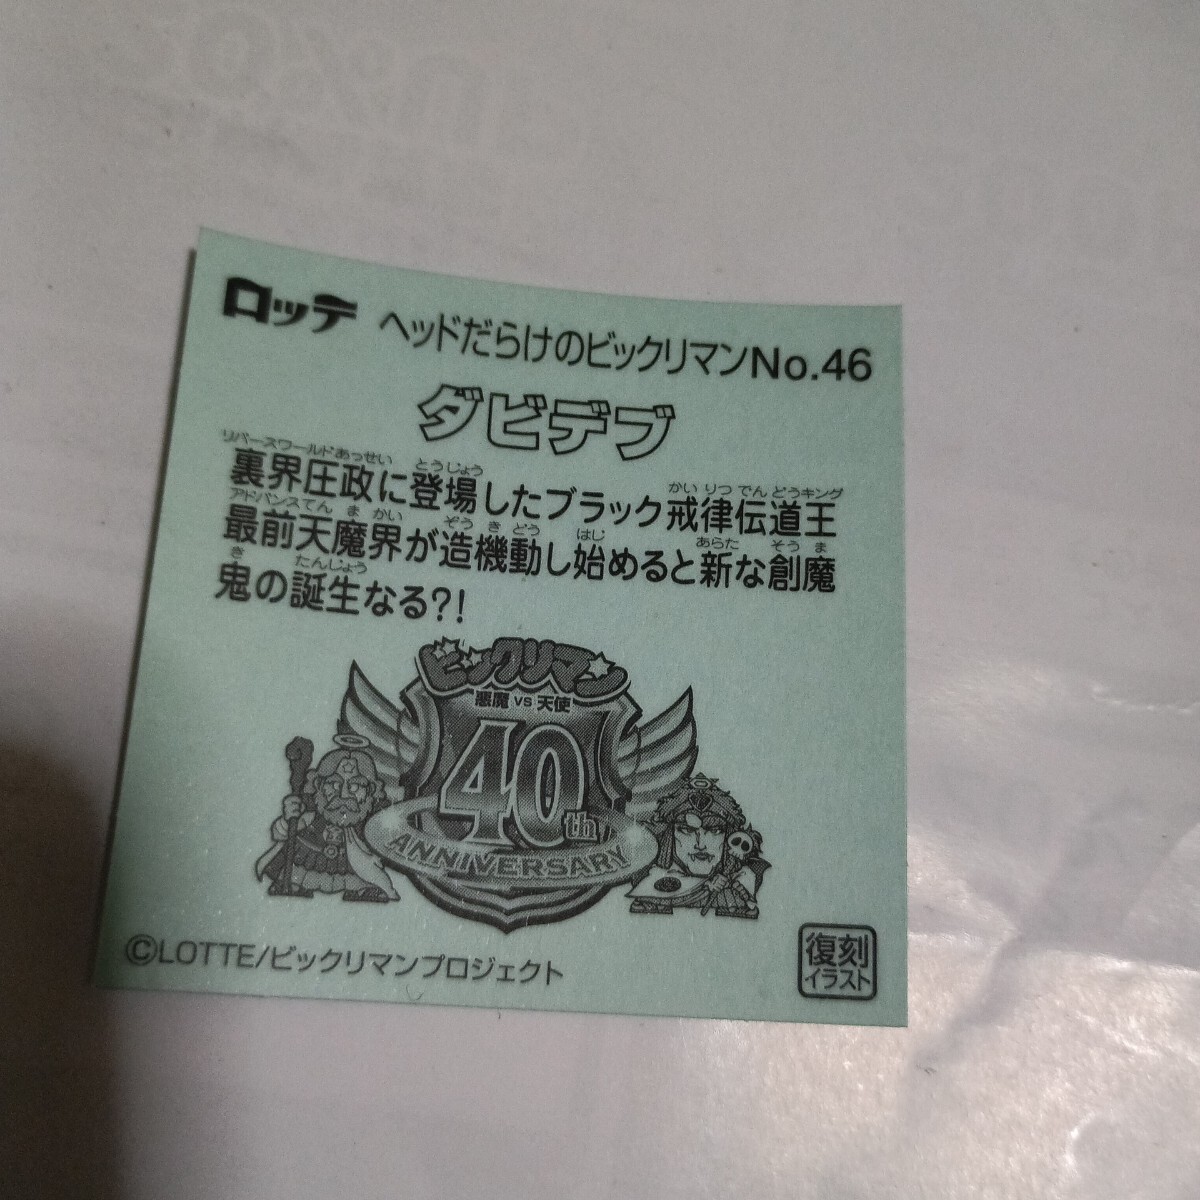 ロッテ ヘッドだらけのビックリマンNo.46
ダビデブ
リバースワールドあっせい とうじょう かいりつでんどうキング
裏界圧政に登場したブラック戒律伝道王
アドバンスてんまかい ぞうきどう はじ あらた そうま
最前天魔界が造機動し始めると新な創魔
き たんじょう
鬼の誕生なる?!
ビックリマン
悪魔 vs 天使
40th
ANNIVERSARY
©LOTTE/ビックリマンプロジェクト
復刻
イラスト